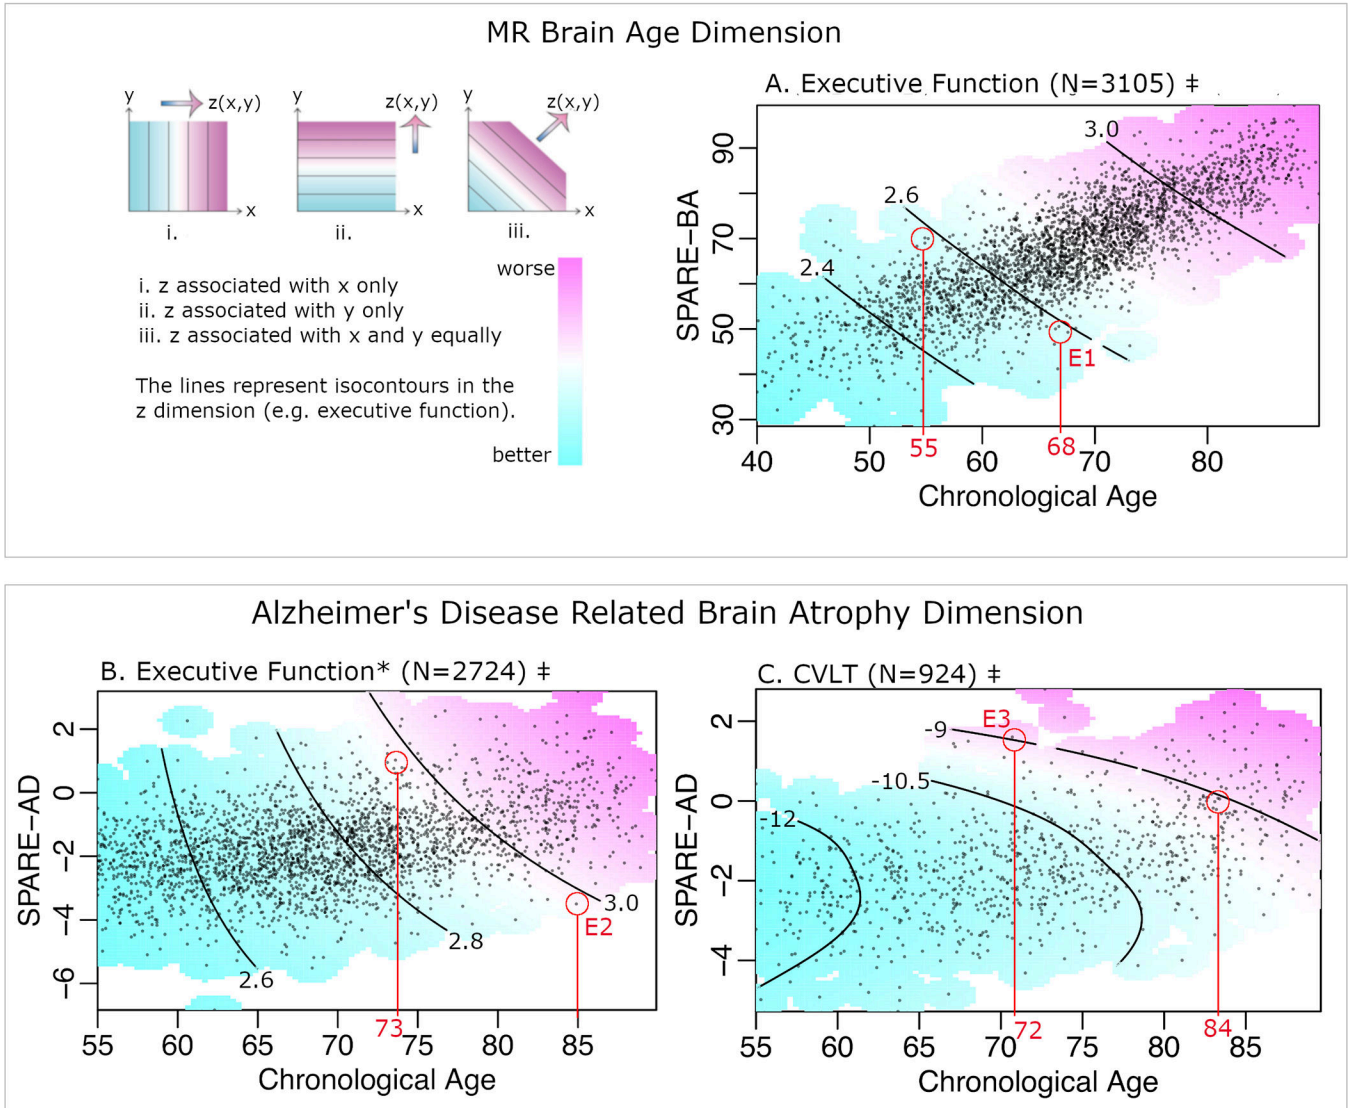 MR Brain Age Dimension
y
z(x,y)
x
i.
y
z(x,y)
x
ii.
y
z(x,y)
x
iii.
i. z associated with x only
ii. z associated with y only
iii. z associated with x and y equally
The lines represent isocontours in the
z dimension (e.g. executive function).
worse
better
A. Executive Function (N=3105) ‡
SPARE−BA
90
70
50
30
3.0
2.6
2.4
E1
55
68
40
50
60
70
80
Chronological Age
Alzheimer's Disease Related Brain Atrophy Dimension
B. Executive Function* (N=2724) ‡
SPARE−AD
2
0
−2
−4
−6
3.0
E2
2.8
2.6
73
55
60
65
70
75
80
85
Chronological Age
C. CVLT (N=924) ‡
SPARE−AD
2
0
−2
−4
E3
-9
-10.5
-12
72
84
55
60
65
70
75
80
85
Chronological Age